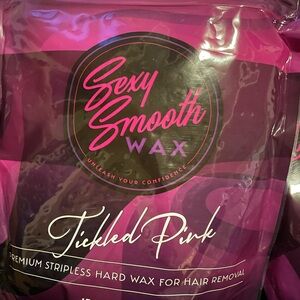 Sexy
Smooth
WAX
UNLEASH YOUR CONFIDENCE
Tickled Pink
PREMIUM STRIPLESS HARD WAX FOR HAIR REMOVAL